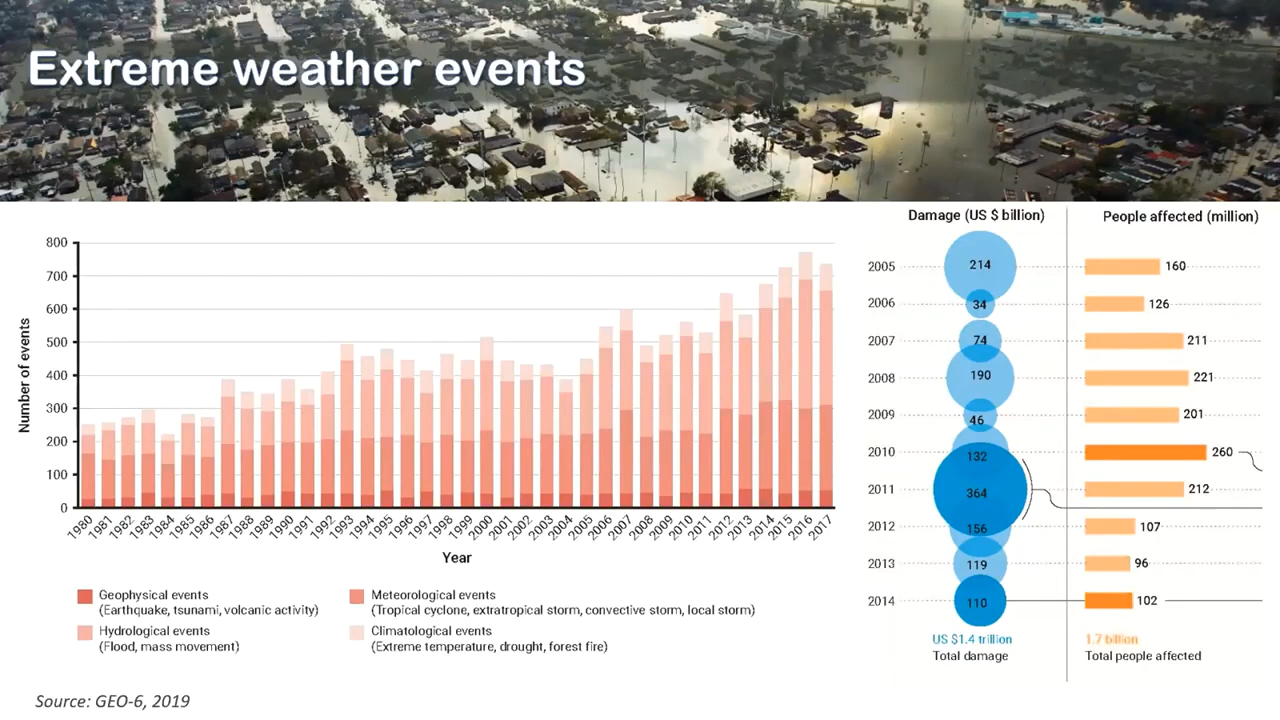 Extreme weather events
Number of events
800
700
600
500
400
300
200
100
0
1980 1981 1982 1983 1984 1985 1986 1987 1988 1989 1990 1991 1992 1993 1994 1995 1996 1997 1998 1999 2000 2001 2002 2003 2004 2005 2006 2007 2008 2009 2010 2011 2012 2013 2014 2015 2016 2017
Year
Geophysical events
(Earthquake, tsunami, volcanic activity)
Meteorological events
(Tropical cyclone, extratropical storm, convective storm, local storm)
Hydrological events
(Flood, mass movement)
Climatological events
(Extreme temperature, drought, forest fire)
Damage (US $ billion) People affected (million)
2005 214 160
2006 34 126
2007 74 211
2008 190 221
2009 46 201
2010 132 260
2011 364 212
2012 156 107
2013 119 96
2014 110 102
US $1.4 trillion 1.7 billion
Total damage Total people affected
Source: GEO-6, 2019